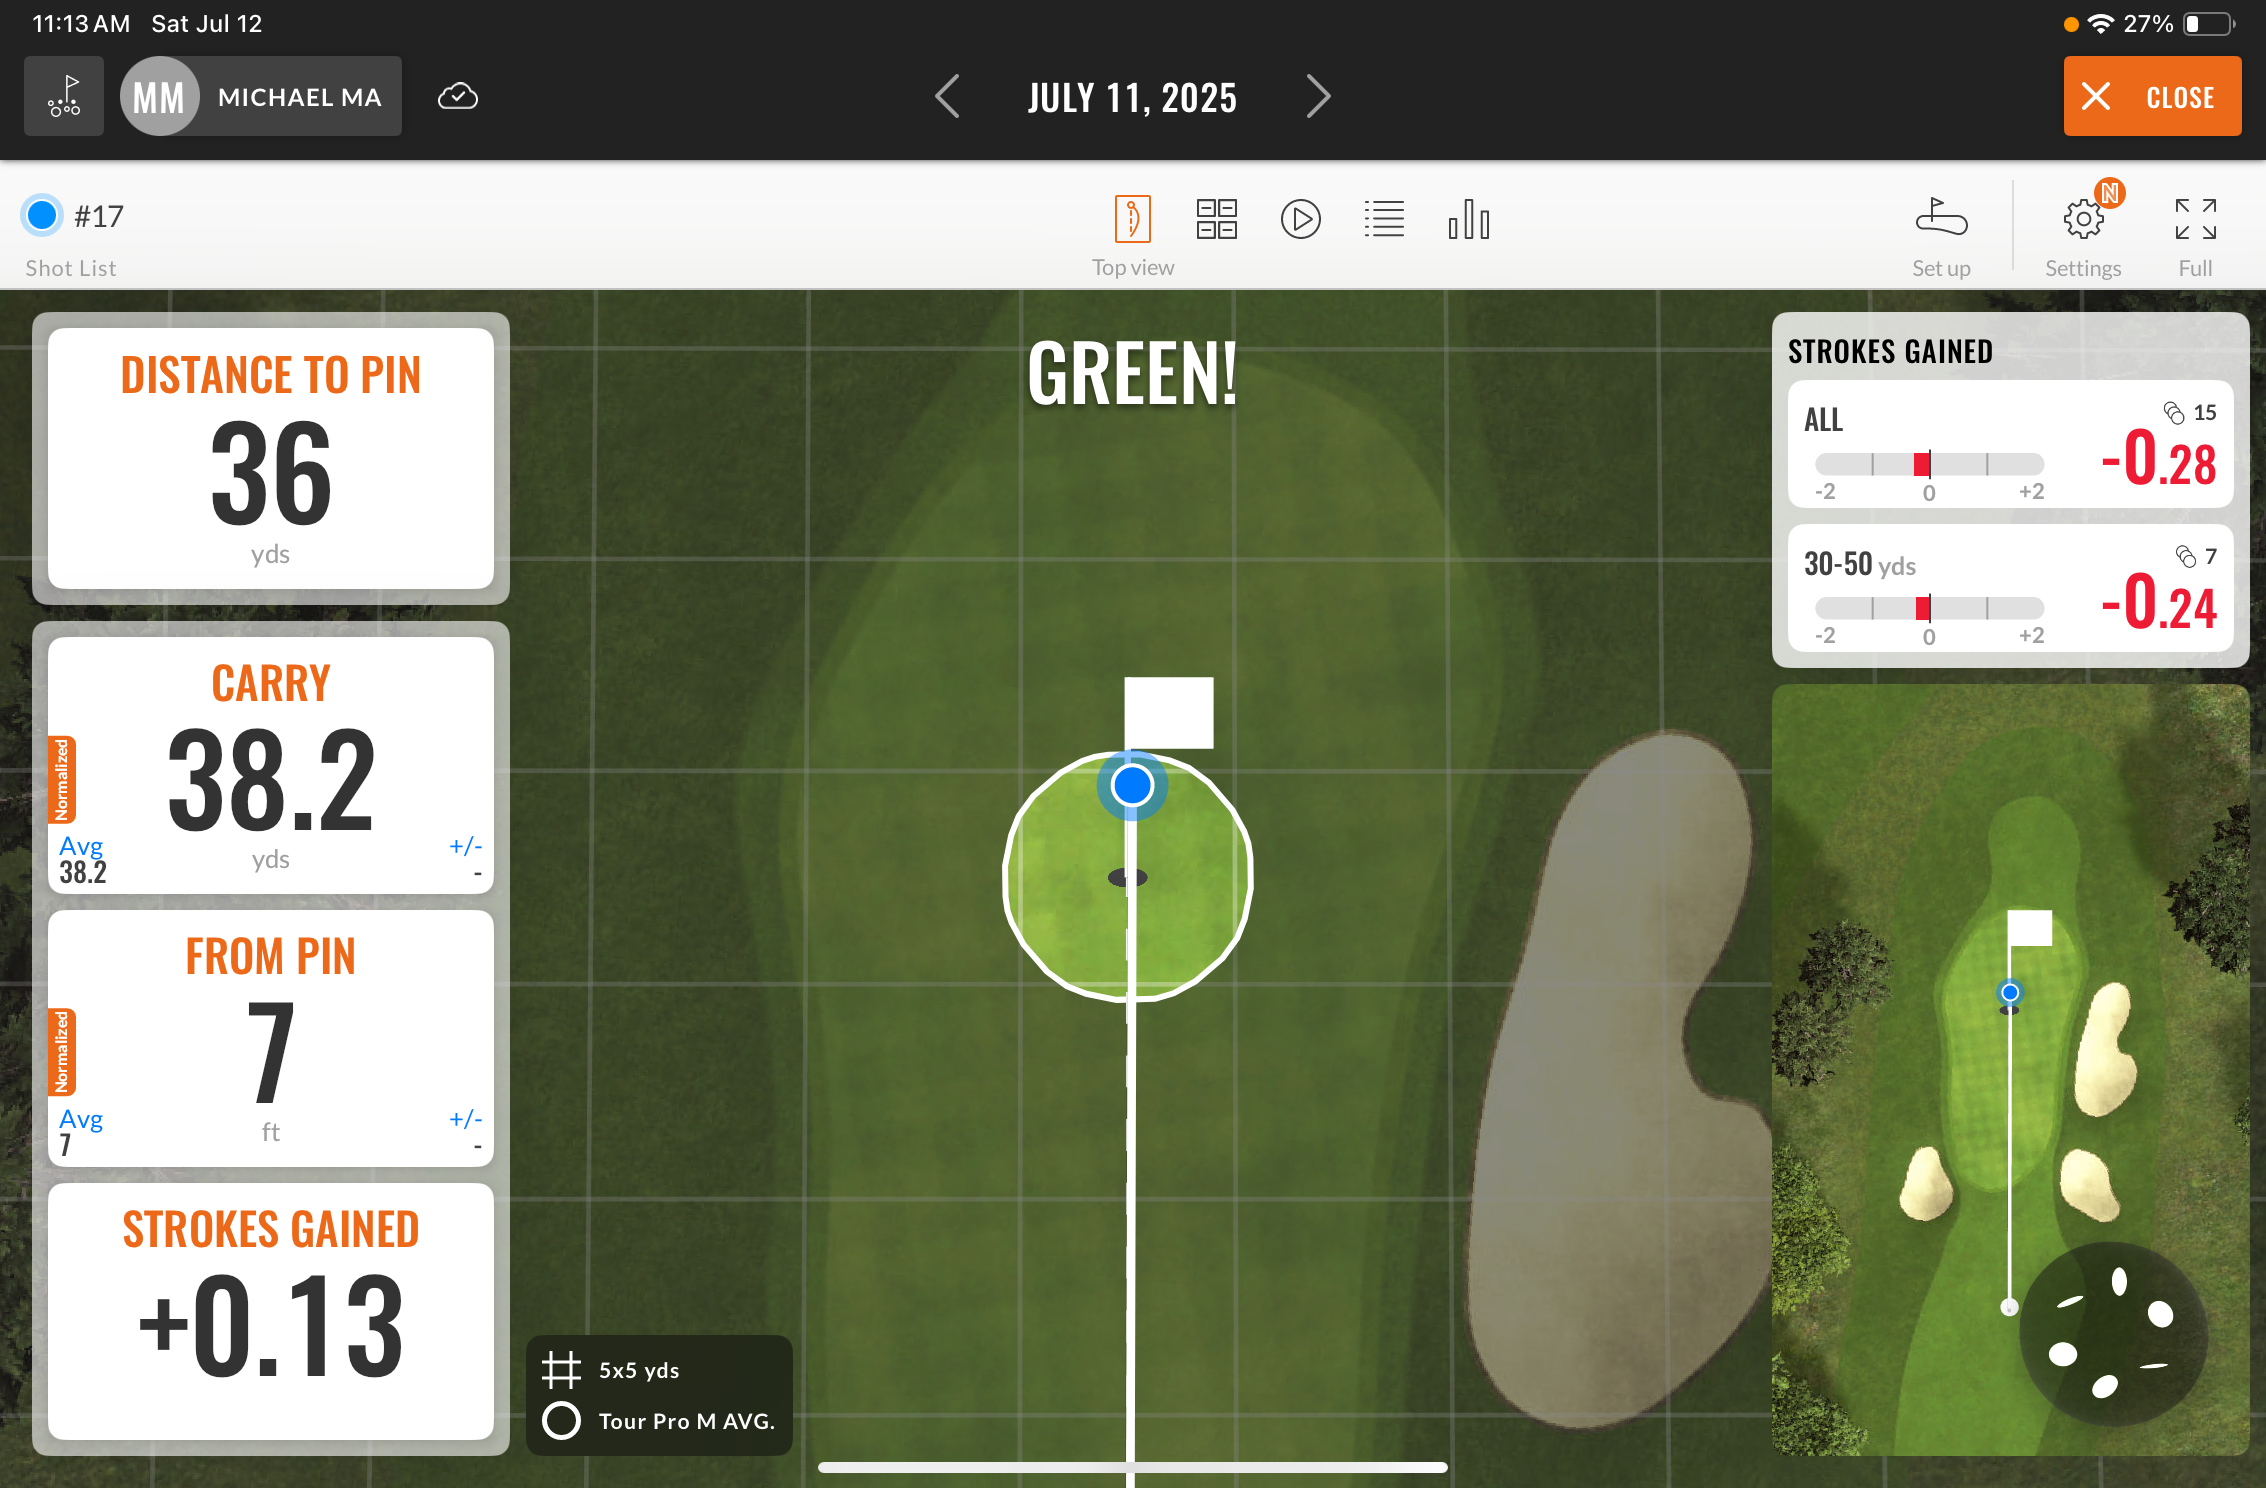 11:13 AM Sat Jul 12
27%
MM MICHAEL MA
JULY 11, 2025
CLOSE
#17
Shot List
Top view
Set up
N
Settings
Full
DISTANCE TO PIN
36
yds
CARRY
Normalized
38.2
yds
Avg
38.2
+/-
-
FROM PIN
Normalized
7
ft
Avg
7
+/-
-
STROKES GAINED
+0.13
GREEN!
5x5 yds
Tour Pro M AVG.
STROKES GAINED
ALL
15
-0.28
-2 0 +2
30-50 yds
7
-0.24
-2 0 +2